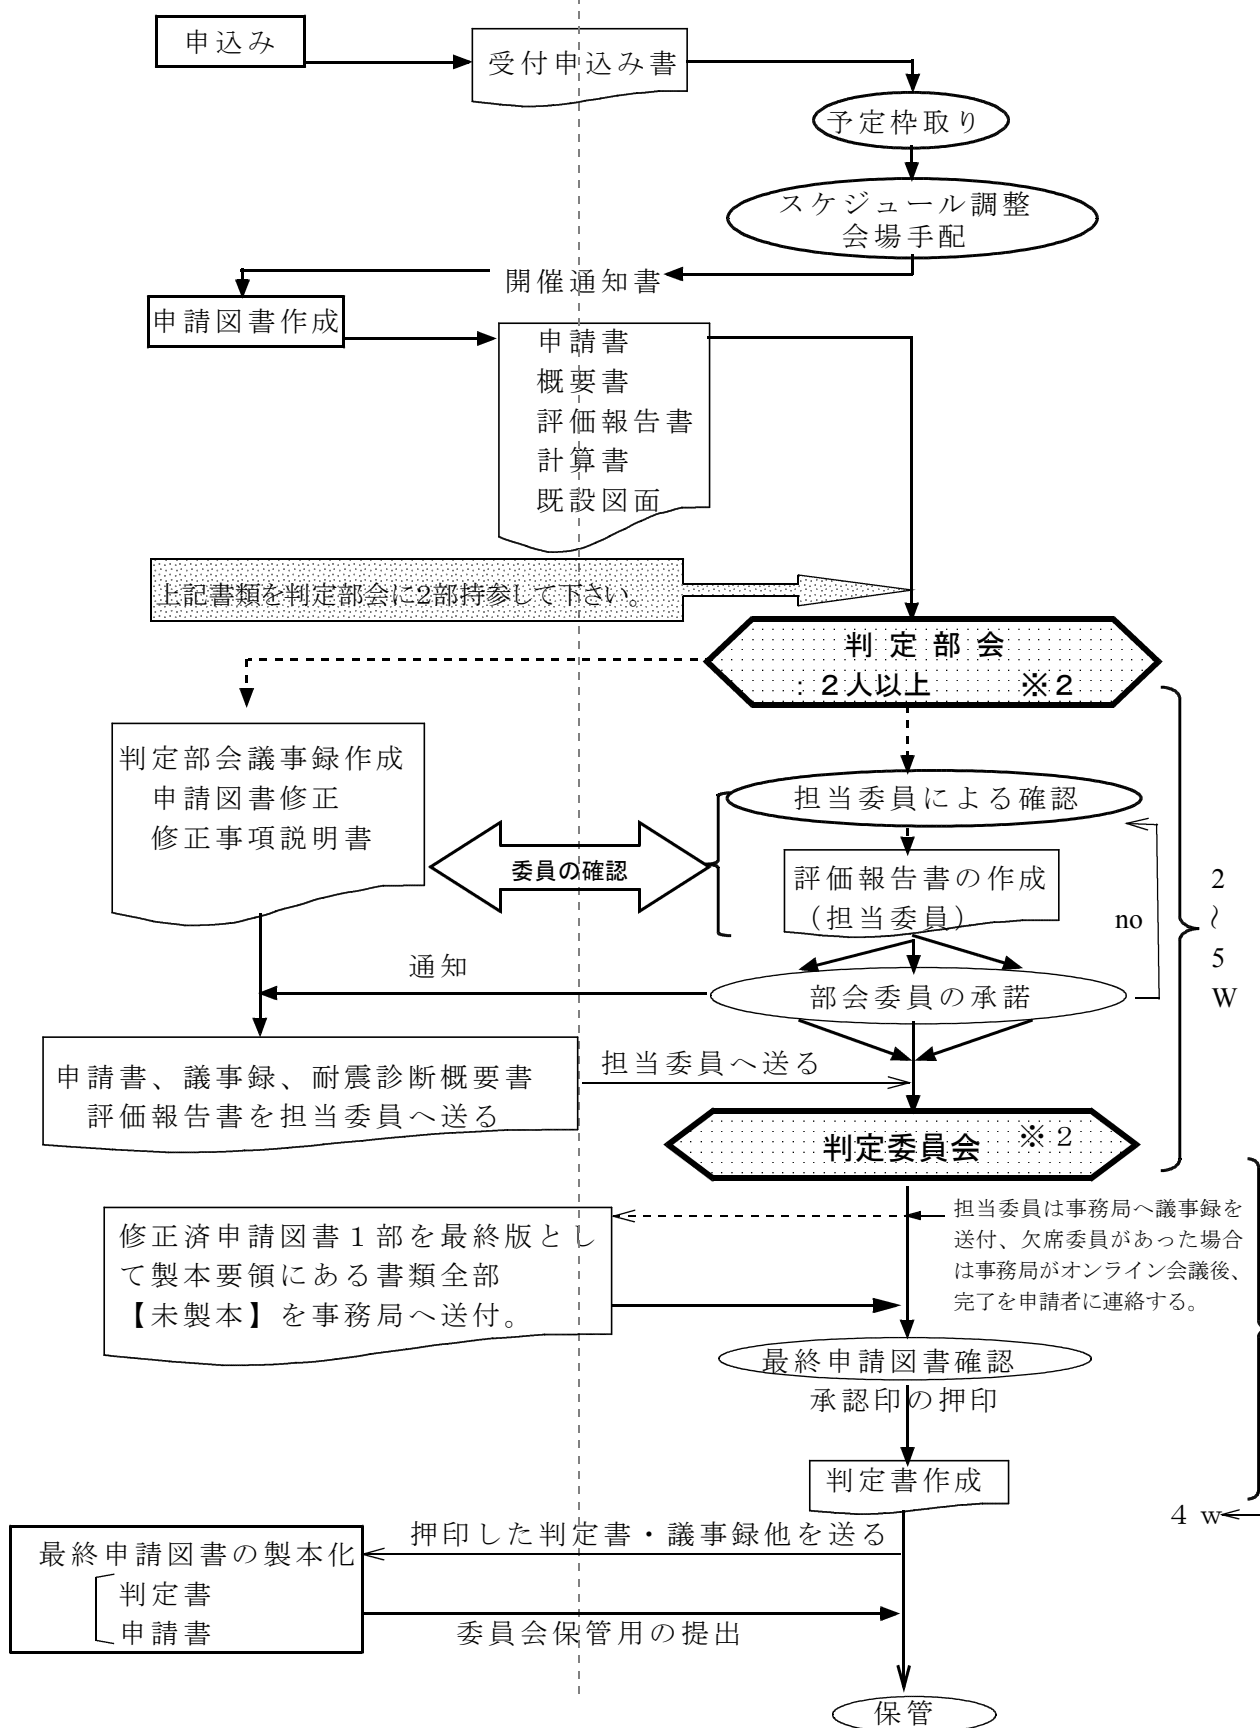 申込み
受付申込み書
予定枠取り
スケジュール調整
会場手配
開催通知書
申請図書作成
申請書
概要書
評価報告書
計算書
既設図面
上記書類を判定部会に2部持参して下さい。
判定部会
：２人以上　※２
判定部会議事録作成
申請図書修正
修正事項説明書
委員の確認
担当委員による確認
評価報告書の作成
（担当委員）
no
2
～
5
W
通知
部会委員の承諾
申請書、議事録、耐震診断概要書
評価報告書を担当委員へ送る
担当委員へ送る
判定委員会　※２
担当委員は事務局へ議事録を
送付、欠席委員があった場合
は事務局がオンライン会議後、
完了を申請者に連絡する。
修正済申請図書１部を最終版とし
て製本要領にある書類全部
【未製本】を事務局へ送付。
最終申請図書確認
承認印の押印
判定書作成
4 w
押印した判定書・議事録他を送る
最終申請図書の製本化
判定書
申請書
委員会保管用の提出
保管